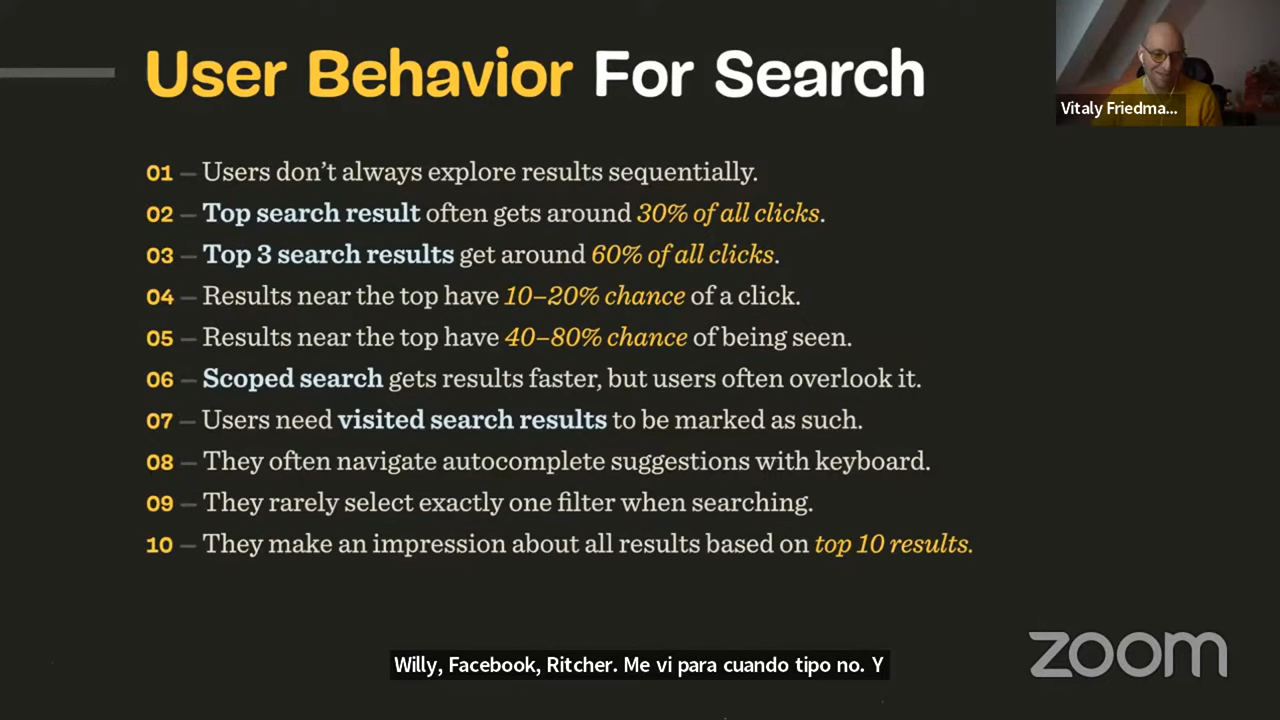 User Behavior For Search
Vitaly Friedma...
01 — Users don’t always explore results sequentially.
02 — Top search result often gets around 30% of all clicks.
03 — Top 3 search results get around 60% of all clicks.
04 — Results near the top have 10–20% chance of a click.
05 — Results near the top have 40–80% chance of being seen.
06 — Scoped search gets results faster, but users often overlook it.
07 — Users need visited search results to be marked as such.
08 — They often navigate autocomplete suggestions with keyboard.
09 — They rarely select exactly one filter when searching.
10 — They make an impression about all results based on top 10 results.
Willy, Facebook, Ritcher. Me vi para cuando tipo no. Y
zoom